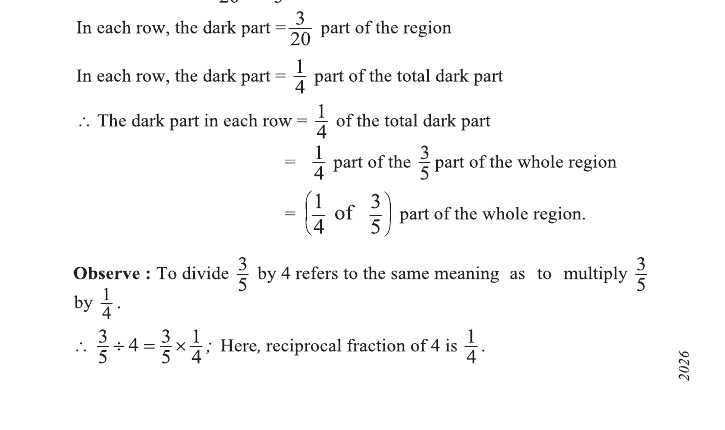 In each row, the dark part = 3/20 part of the region
In each row, the dark part = 1/4 part of the total dark part
∴ The dark part in each row = 1/4 of the total dark part
= 1/4 part of the 3/5 part of the whole region
= (1/4 of 3/5) part of the whole region.
Observe : To divide 3/5 by 4 refers to the same meaning as to multiply 3/5
by 1/4 .
∴ 3/5 ÷ 4 = 3/5 × 1/4 ; Here, reciprocal fraction of 4 is 1/4 .
2026